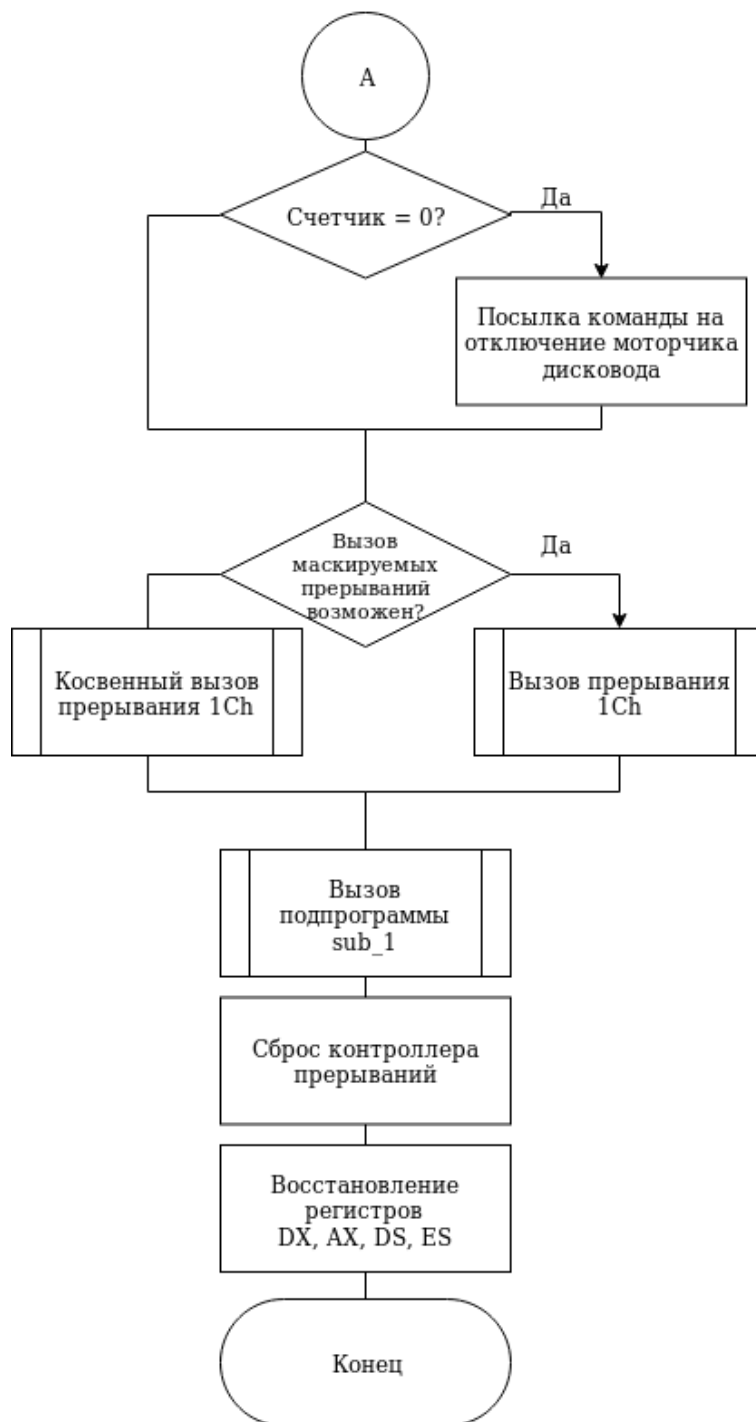 A
Счетчик = 0?
Да
Посылка команды на
отключение моторчика
дисковода
Вызов
маскируемых
прерываний
возможен?
Да
Косвенный вызов
прерывания 1Ch
Вызов прерывания
1Ch
Вызов
подпрограммы
sub_1
Сброс контроллера
прерываний
Восстановление
регистров
DX, AX, DS, ES
Конец